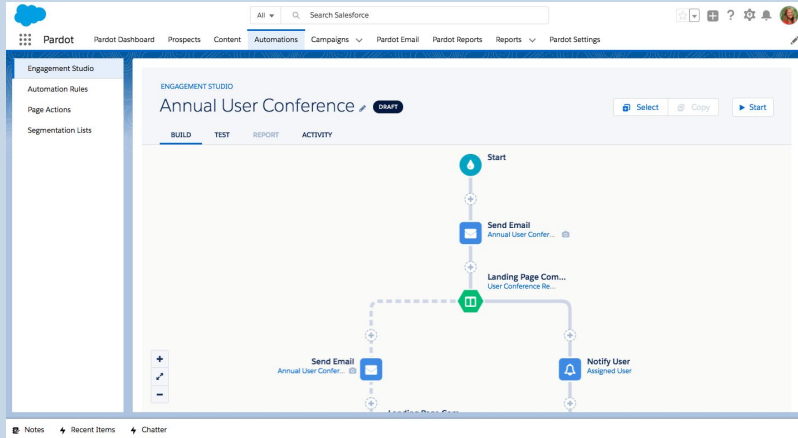 All
Search Salesforce
Pardot
Pardot Dashboard
Prospects
Content
Automations
Campaigns
Pardot Email
Pardot Reports
Reports
Pardot Settings
Engagement Studio
Automation Rules
Page Actions
Segmentation Lists
ENGAGEMENT STUDIO
Annual User Conference
DRAFT
Select
Copy
Start
BUILD
TEST
REPORT
ACTIVITY
Start
Send Email
Annual User Confer...
Landing Page Com...
User Conference Re...
Send Email
Annual User Confer...
Notify User
Assigned User
Landing Page Com
Notes
Recent Items
Chatter